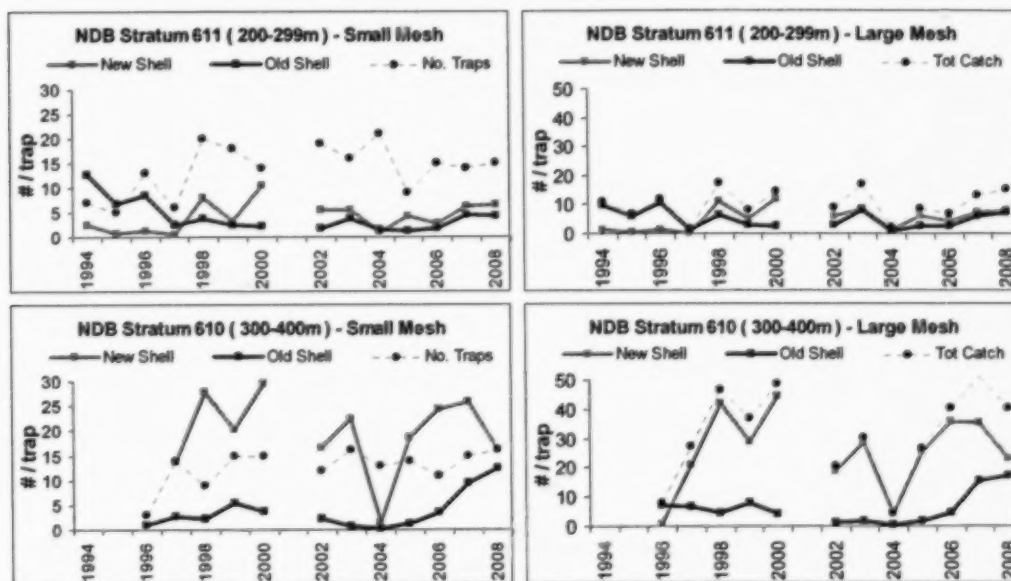 NDB Stratum 611 ( 200-299m) - Small Mesh
New Shell Old Shell No. Traps
# / trap
30
25
20
15
10
5
0
1994 1996 1998 2000 2002 2004 2006 2008
NDB Stratum 611 ( 200-299m) - Large Mesh
New Shell Old Shell Tot Catch
# / trap
50
40
30
20
10
0
1994 1996 1998 2000 2002 2004 2006 2008
NDB Stratum 610 ( 300-400m) - Small Mesh
New Shell Old Shell No. Traps
# / trap
30
25
20
15
10
5
0
1994 1996 1998 2000 2002 2004 2006 2008
NDB Stratum 610 ( 300-400m) - Large Mesh
New Shell Old Shell Tot Catch
# / trap
50
40
30
20
10
0
1994 1996 1998 2000 2002 2004 2006 2008